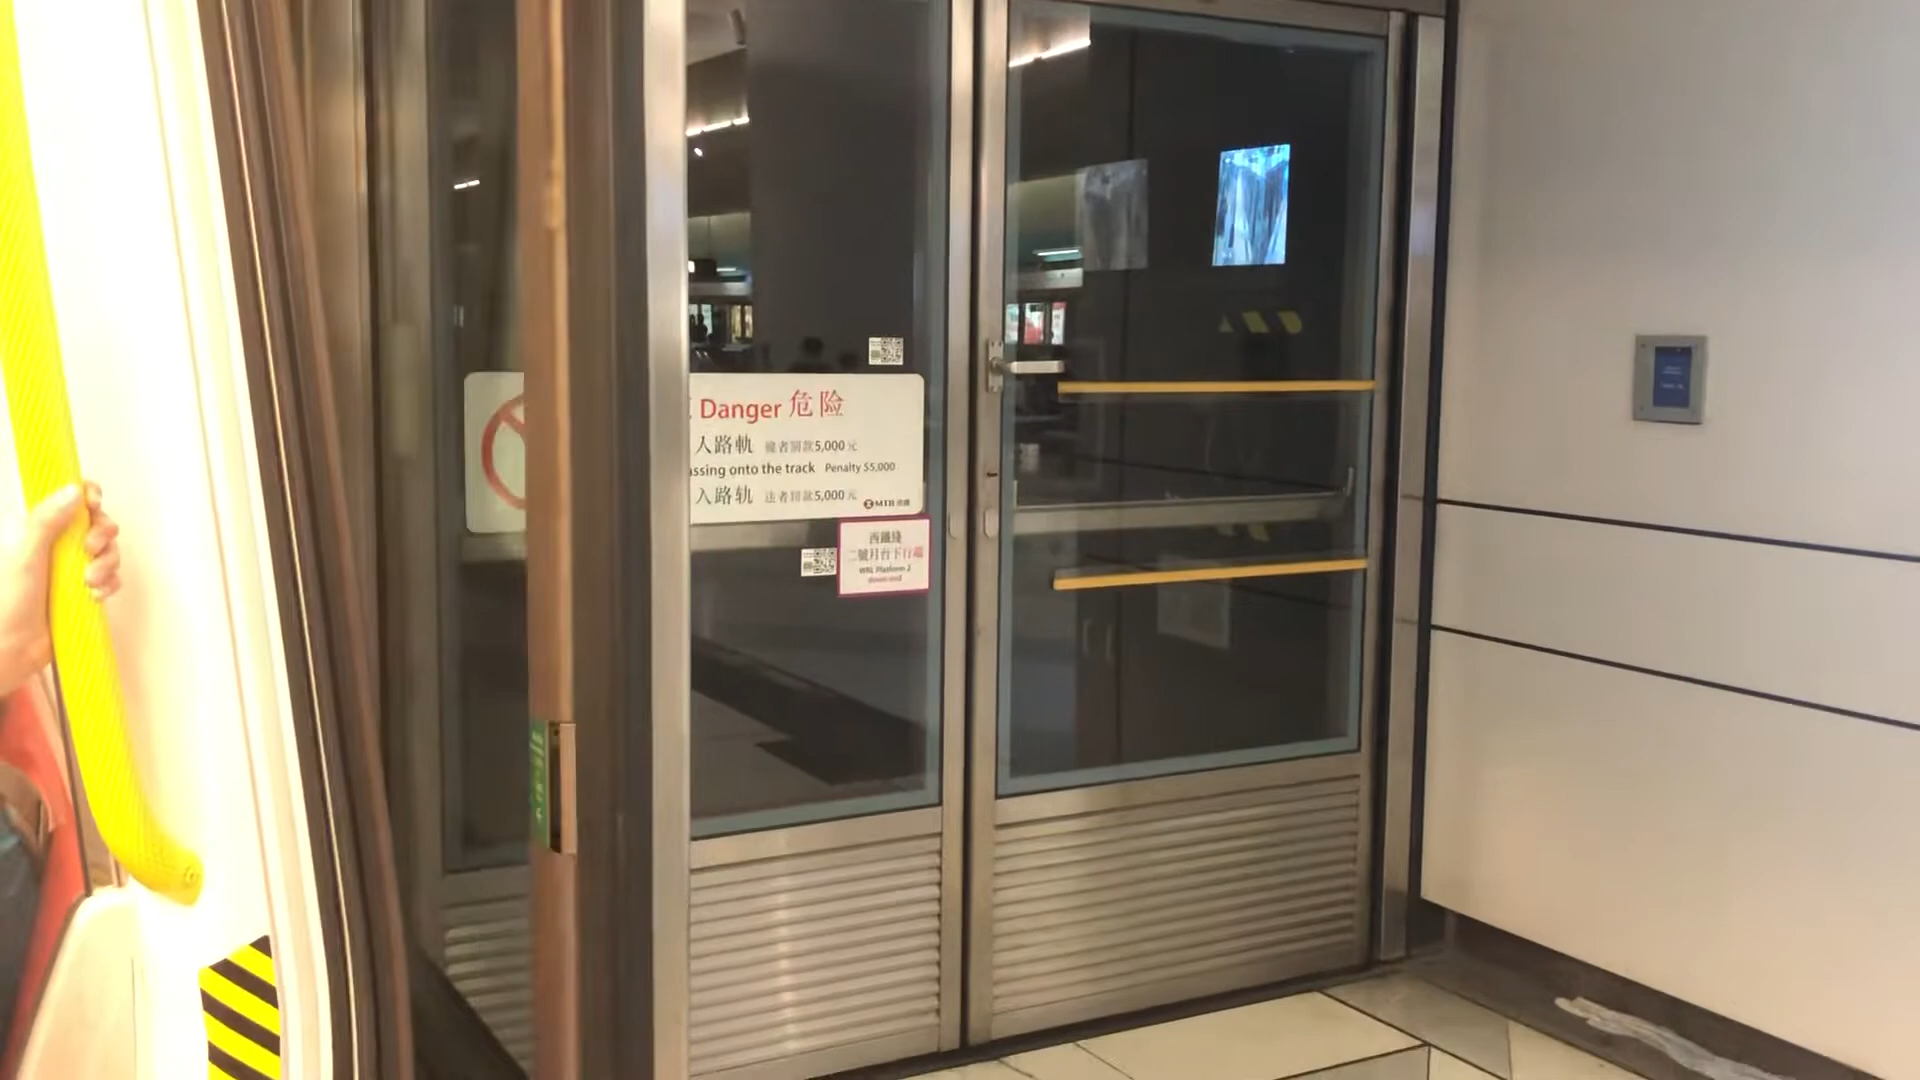 Danger 危险
入路軌 違者罰款5,000元
assing onto the track Penalty $5,000
入路轨 违者罚款5,000元
MTR 港鐵
西鐵綫
二號月台下行端
WRL Platform 2
down end